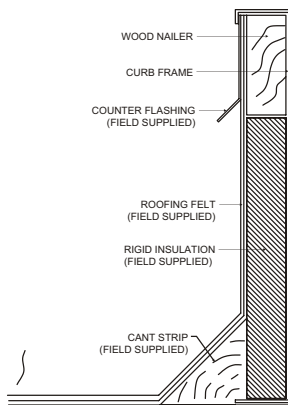 WOOD NAILER
CURB FRAME
COUNTER FLASHING
(FIELD SUPPLIED)
ROOFING FELT
(FIELD SUPPLIED)
RIGID INSULATION
(FIELD SUPPLIED)
CANT STRIP
(FIELD SUPPLIED)